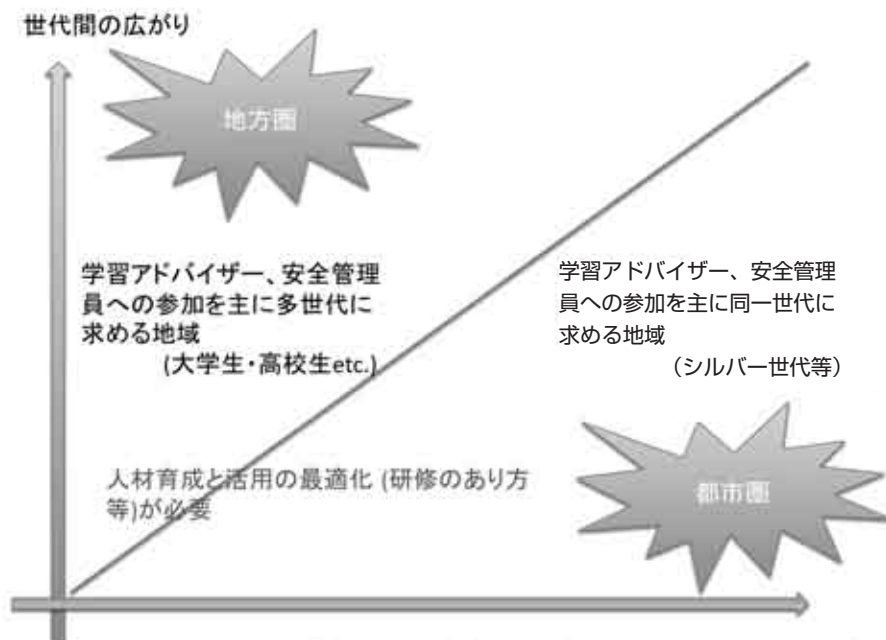 世代間の広がり
地方圏
学習アドバイザー、安全管理
員への参加を主に多世代に
求める地域
(大学生・高校生etc.)
学習アドバイザー、安全管理
員への参加を主に同一世代に
求める地域
（シルバー世代等）
人材育成と活用の最適化 (研修のあり方
等)が必要
都市圏